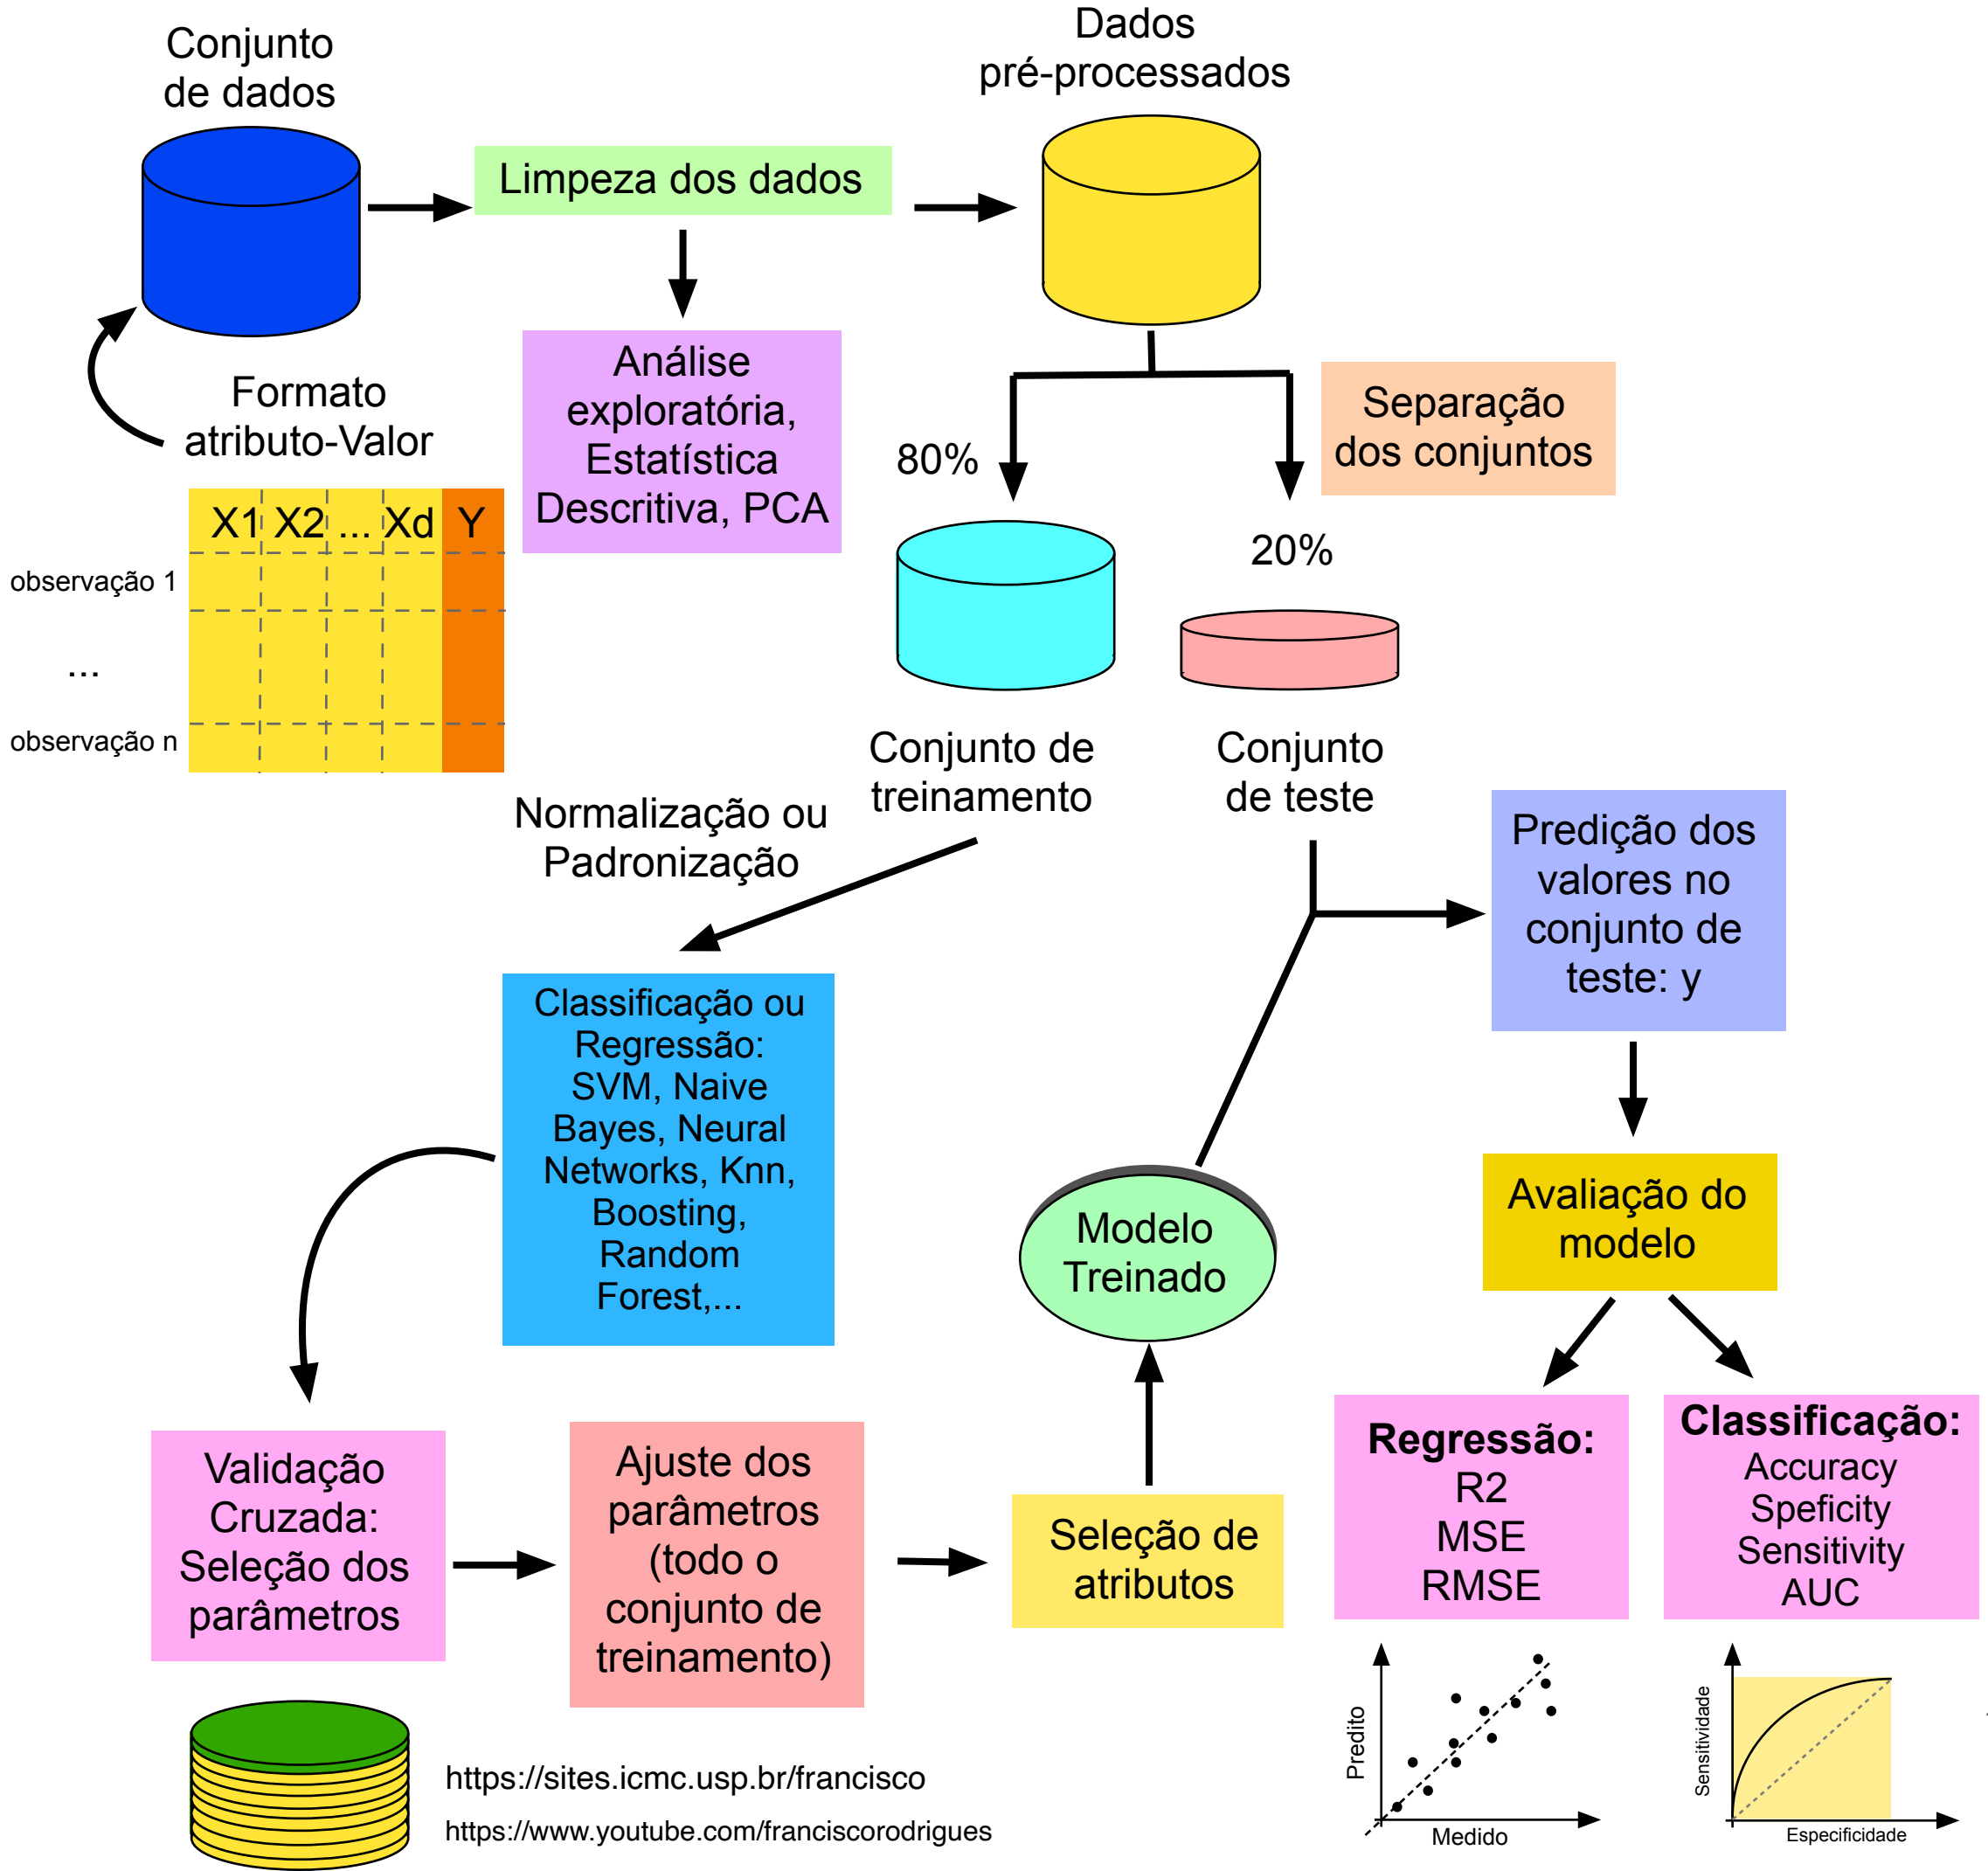 Conjunto
de dados
Dados
pré-processados
Limpeza dos dados
Formato
atributo-Valor
Análise
exploratória,
Estatística
Descritiva, PCA
Separação
dos conjuntos
80%
20%
X1 X2 ... Xd Y
observação 1
...
observação n
Conjunto de
treinamento
Conjunto
de teste
Normalização ou
Padronização
Predição dos
valores no
conjunto de
teste: y
Classificação ou
Regressão:
SVM, Naive
Bayes, Neural
Networks, Knn,
Boosting,
Random
Forest,...
Modelo
Treinado
Avaliação do
modelo
Validação
Cruzada:
Seleção dos
parâmetros
Ajuste dos
parâmetros
(todo o
conjunto de
treinamento)
Seleção de
atributos
Regressão:
R2
MSE
RMSE
Classificação:
Accuracy
Speficity
Sensitivity
AUC
Predito
Medido
Sensitividade
Especificidade
https://sites.icmc.usp.br/francisco
https://www.youtube.com/franciscorodrigues